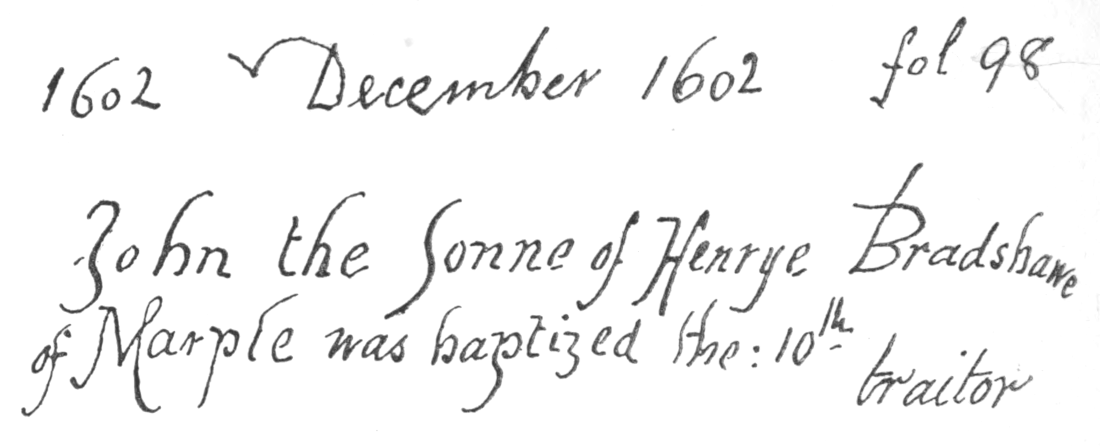 1602 December 1602 fol 98
John the Sonne of Henrye Bradshawe
of Marple was baptized the: 10th
traitor